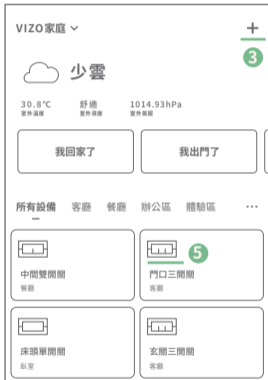 VIZO家庭
3
少雲
30.8°C 舒適 1014.93hPa
室外溫度 室外濕度 室外氣壓
我回家了 我出門了
所有設備 客廳 餐廳 辦公區 體驗區 ...
5
中間雙開關 門口三開關
餐廳 客廳
床頭單開關 玄關三開關
臥室 客廳